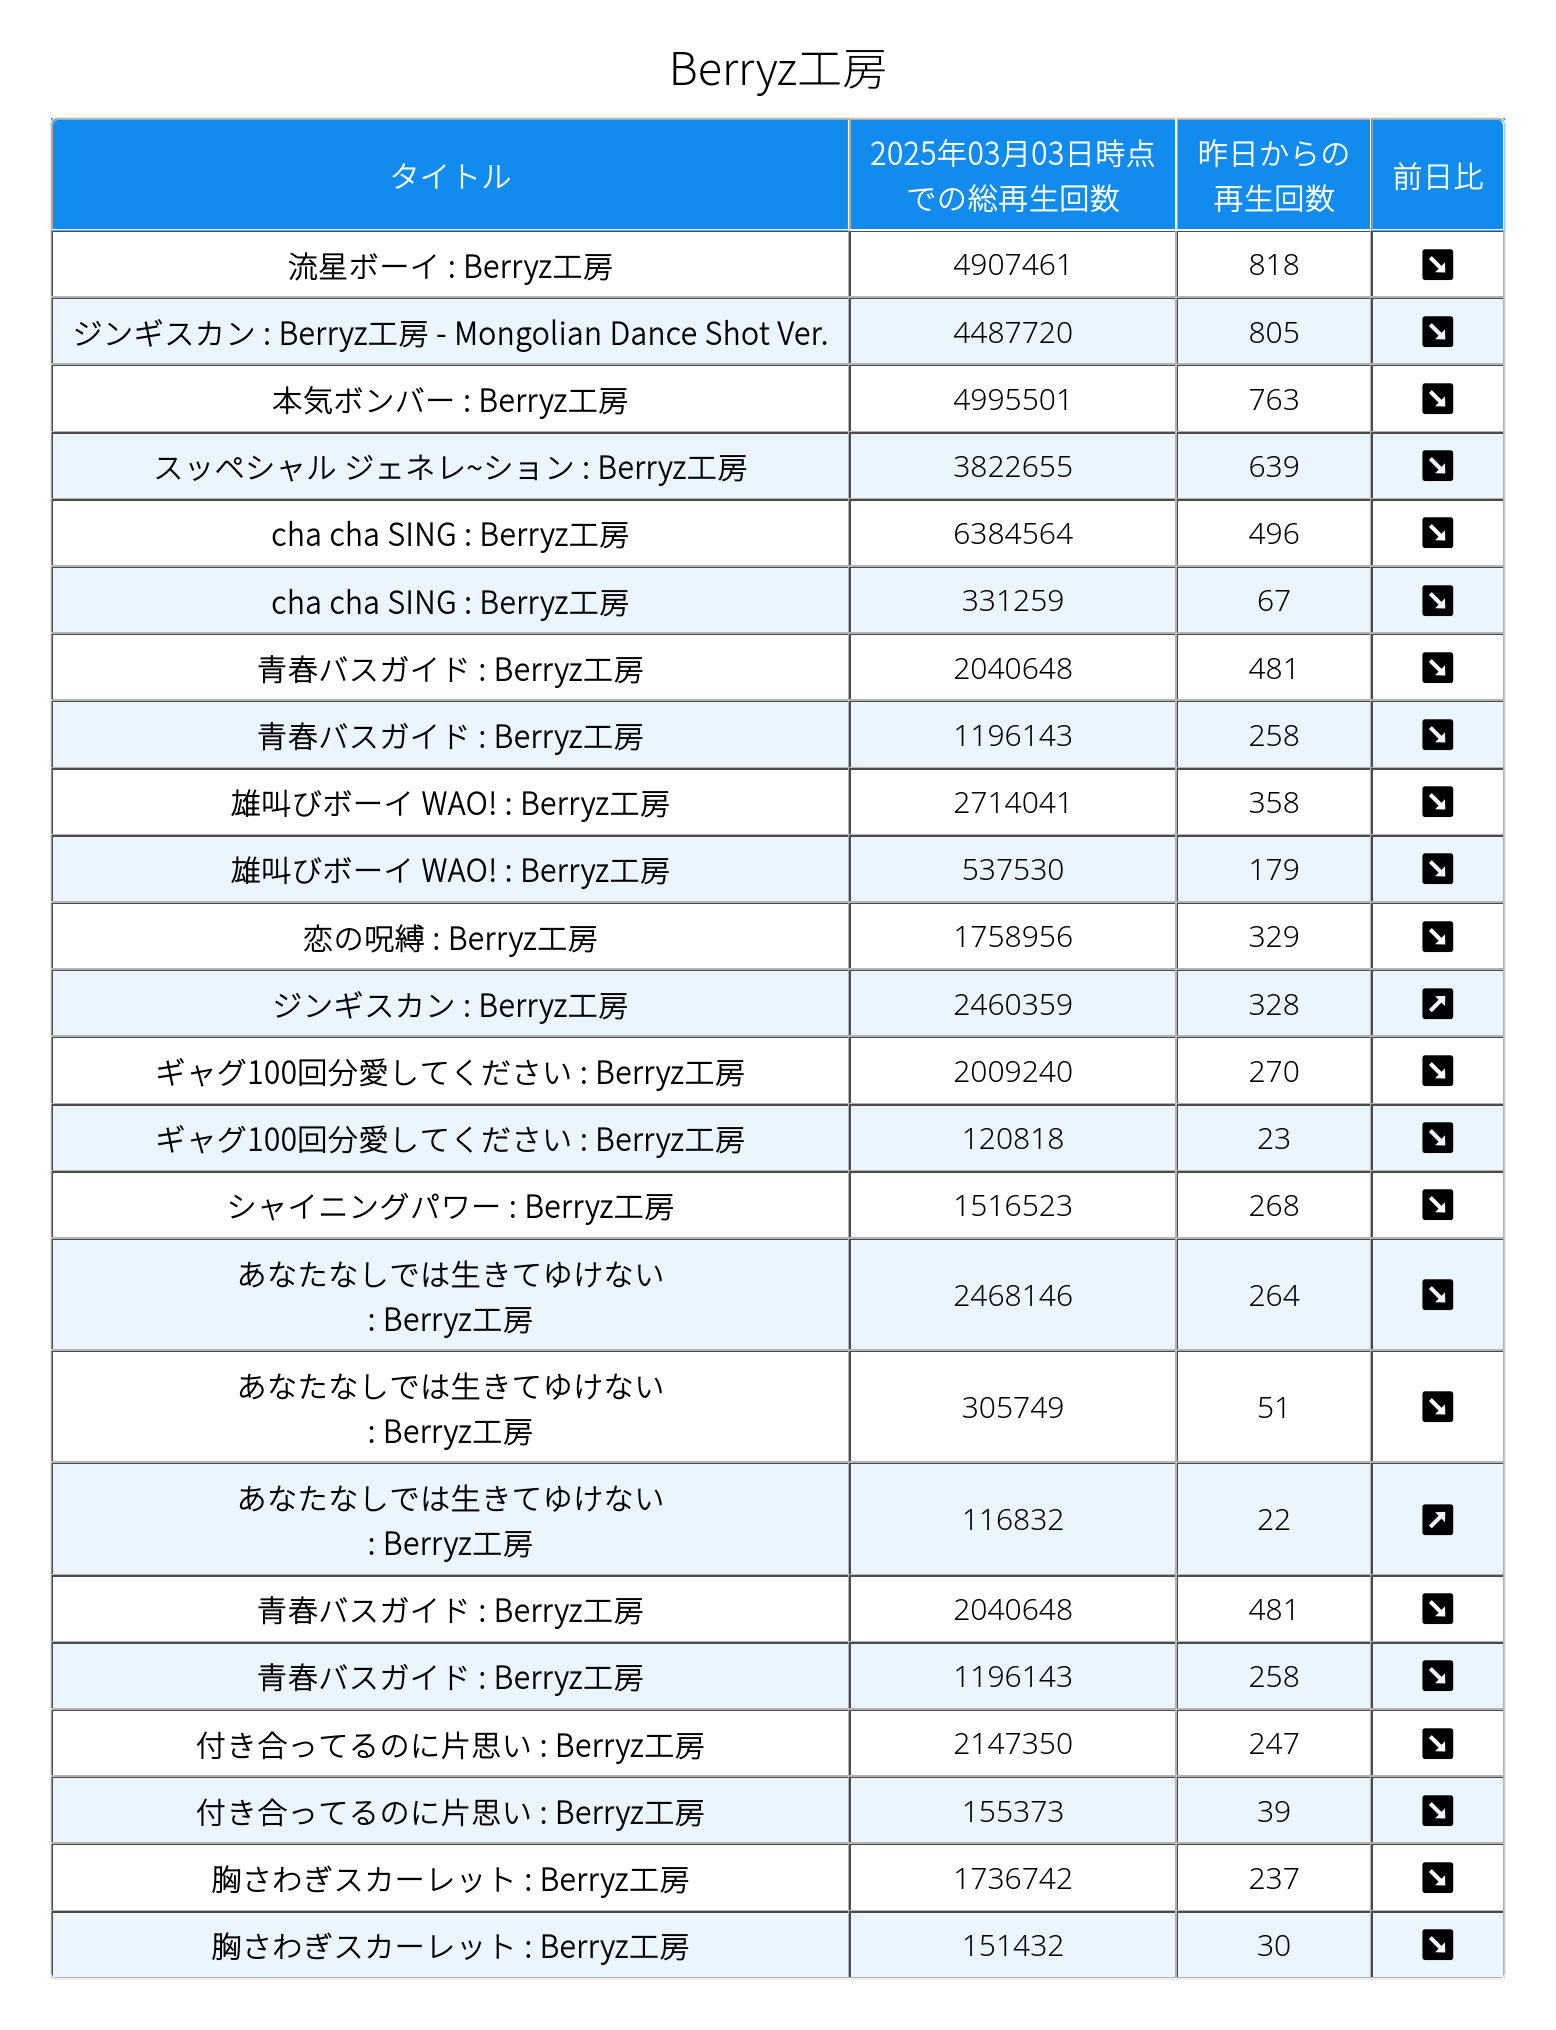 Berryz工房
タイトル
2025年03月03日時点
での総再生回数
昨日からの
再生回数
前日比
流星ボーイ : Berryz工房 4907461 818 ↘
ジンギスカン : Berryz工房 - Mongolian Dance Shot Ver. 4487720 805 ↘
本気ボンバー : Berryz工房 4995501 763 ↘
スッペシャル ジェネレ~ション : Berryz工房 3822655 639 ↘
cha cha SING : Berryz工房 6384564 496 ↘
cha cha SING : Berryz工房 331259 67 ↘
青春バスガイド : Berryz工房 2040648 481 ↘
青春バスガイド : Berryz工房 1196143 258 ↘
雄叫びボーイ WAO! : Berryz工房 2714041 358 ↘
雄叫びボーイ WAO! : Berryz工房 537530 179 ↘
恋の呪縛 : Berryz工房 1758956 329 ↘
ジンギスカン : Berryz工房 2460359 328 ↗
ギャグ100回分愛してください : Berryz工房 2009240 270 ↘
ギャグ100回分愛してください : Berryz工房 120818 23 ↘
シャイニングパワー : Berryz工房 1516523 268 ↘
あなたなしでは生きてゆけない
: Berryz工房 2468146 264 ↘
あなたなしでは生きてゆけない
: Berryz工房 305749 51 ↘
あなたなしでは生きてゆけない
: Berryz工房 116832 22 ↗
青春バスガイド : Berryz工房 2040648 481 ↘
青春バスガイド : Berryz工房 1196143 258 ↘
付き合ってるのに片思い : Berryz工房 2147350 247 ↘
付き合ってるのに片思い : Berryz工房 155373 39 ↘
胸さわぎスカーレット : Berryz工房 1736742 237 ↘
胸さわぎスカーレット : Berryz工房 151432 30 ↘